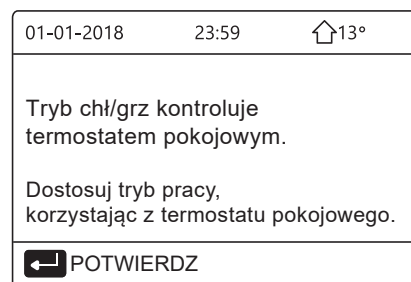 01-01-2018 23:59 13°
Tryb chł/grz kontroluje
termostatem pokojowym.
Dostosuj tryb pracy,
korzystając z termostatu pokojowego.
POTWIERDZ